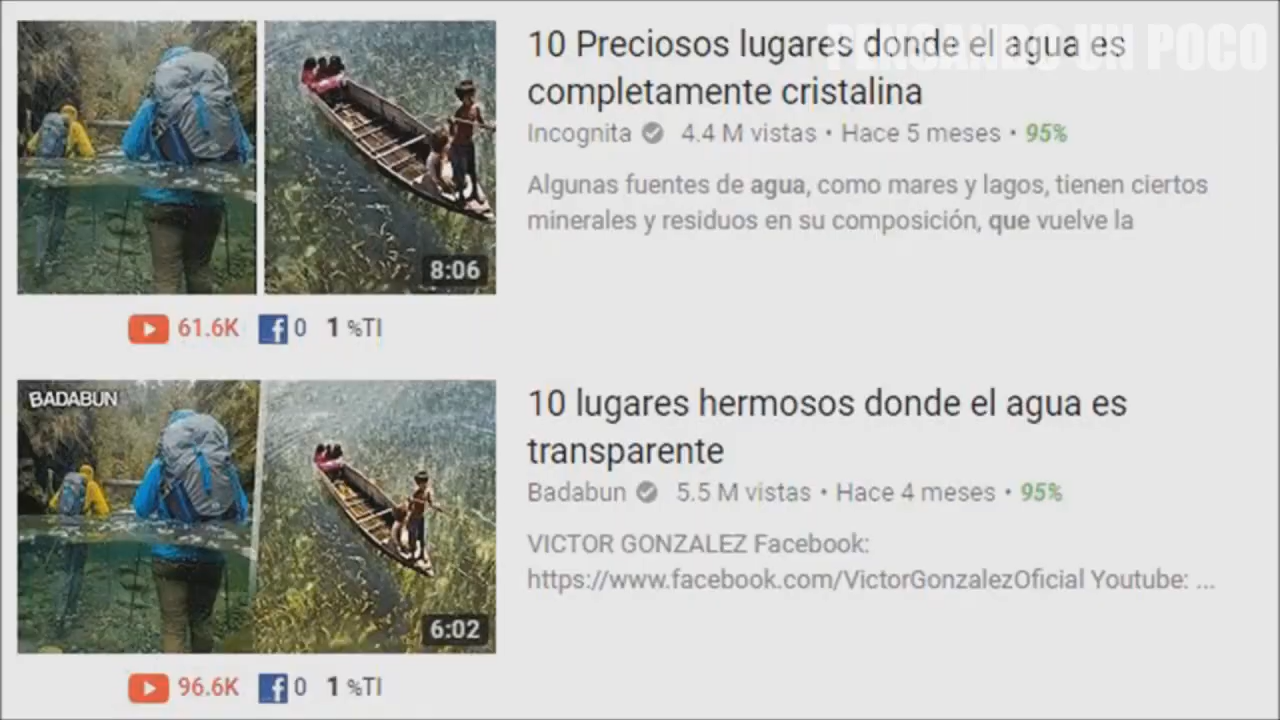 PENSANDO UN POCO
10 Preciosos lugares donde el agua es
completamente cristalina
Incognita 4.4 M vistas • Hace 5 meses • 95%
Algunas fuentes de agua, como mares y lagos, tienen ciertos
minerales y residuos en su composición, que vuelve la
8:06
61.6K f 0 1 %TI
BADABUN
10 lugares hermosos donde el agua es
transparente
Badabun 5.5 M vistas • Hace 4 meses • 95%
VICTOR GONZALEZ Facebook:
https://www.facebook.com/VictorGonzalezOficial Youtube: ...
6:02
96.6K f 0 1 %TI